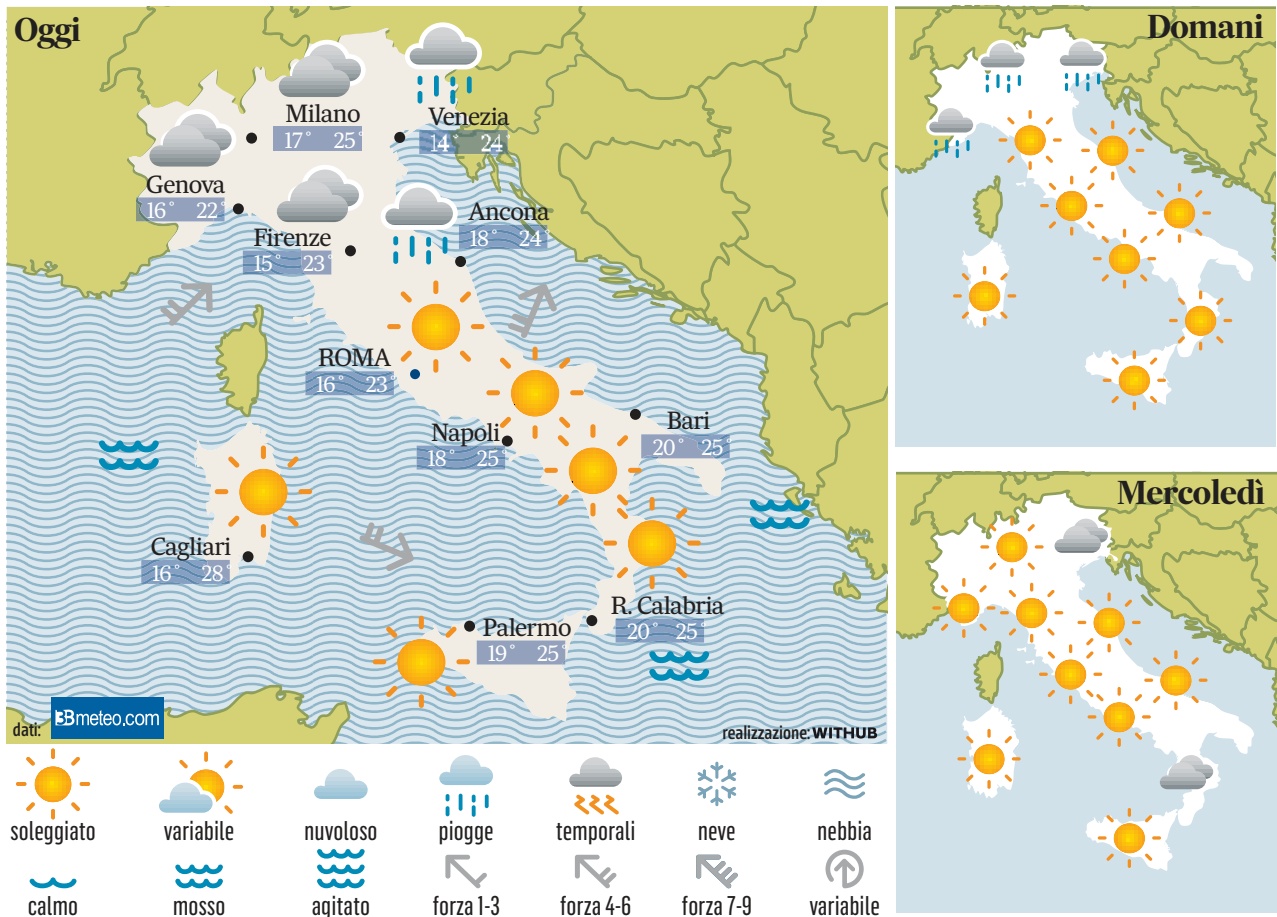 Oggi
Milano
17° 25°
Venezia
14° 24
Genova
16° 22°
Firenze
15° 23°
Ancona
18° 24°
ROMA
16° 23°
Napoli
18° 25°
Bari
20° 25°
Cagliari
16° 28°
R. Calabria
20° 25°
Palermo
19° 25°
dati: 3Bmeteo.com
realizzazione: WITHUB
Domani
Mercoledì
soleggiato variabile nuvoloso piogge temporali neve nebbia
calmo mosso agitato forza 1-3 forza 4-6 forza 7-9 variabile